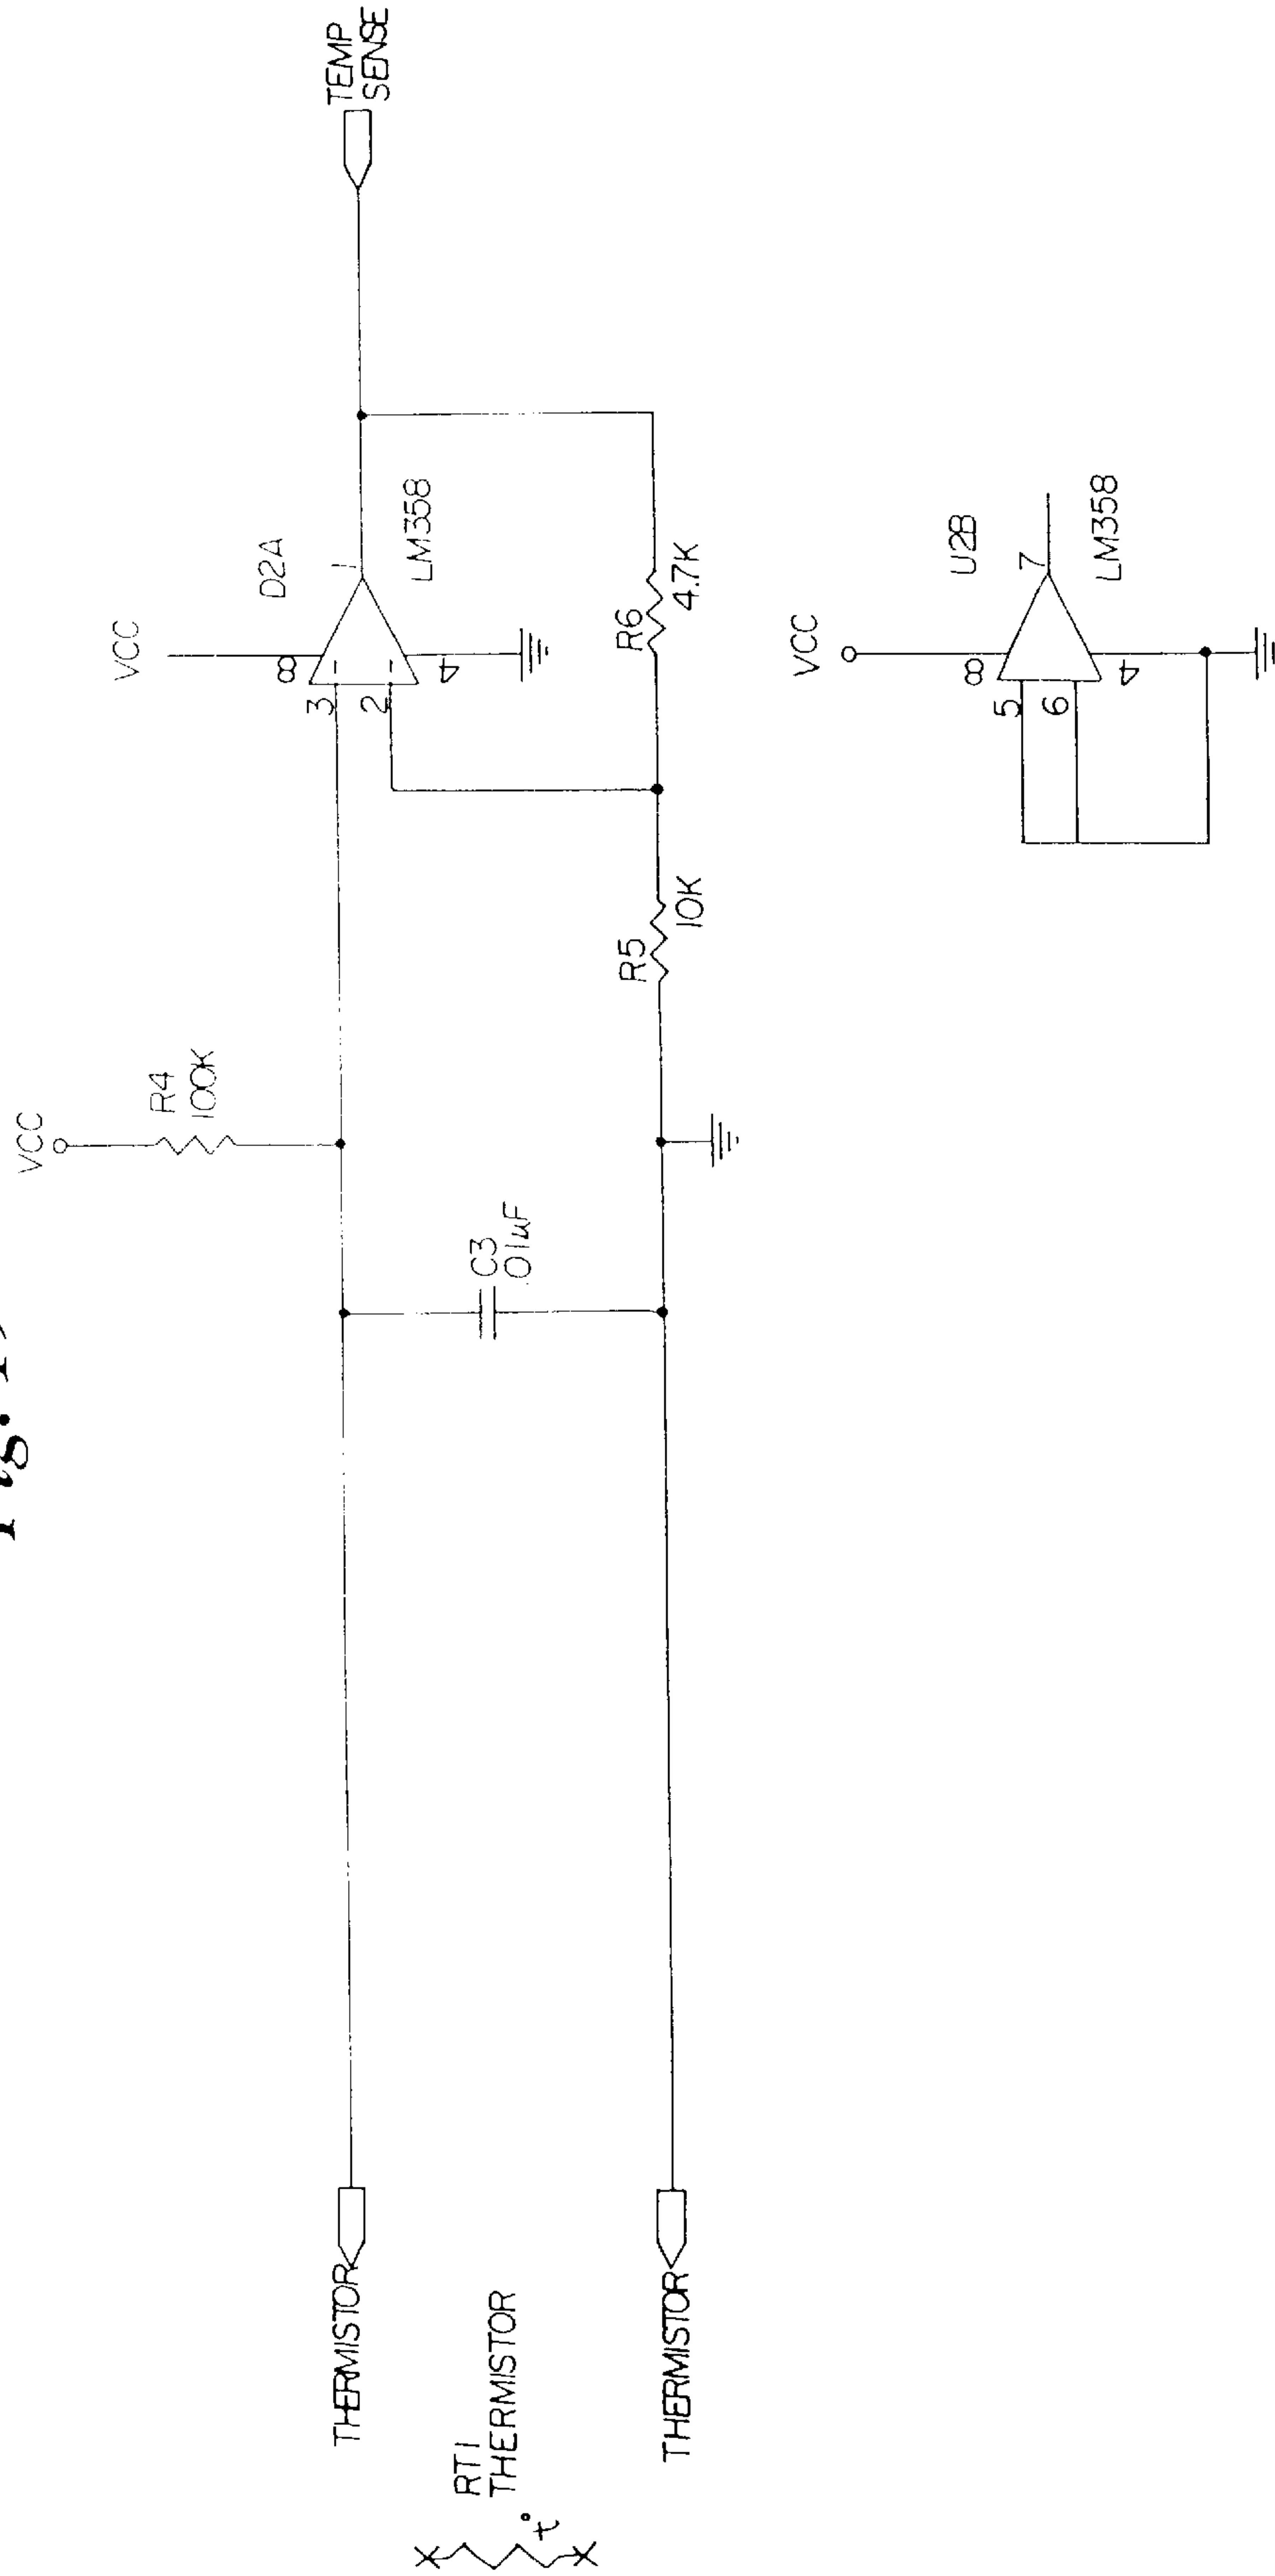 VCC
R4
100K
VCC
8
3
2
4
D2A
1
LM358
TEMP
SENSE
C3
.01uF
R5
10K
R6
4.7K
THERMISTOR
RT1
THERMISTOR
t°
THERMISTOR
VCC
8
5
6
4
U2B
7
LM358